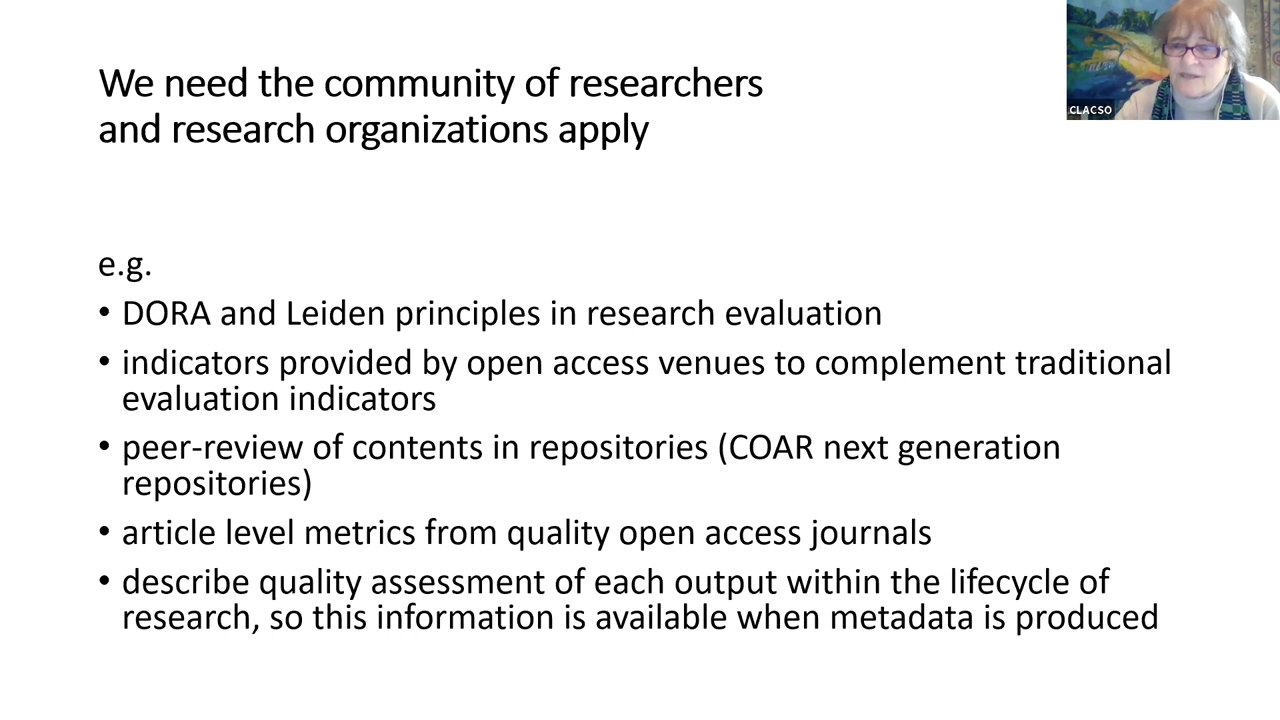 We need the community of researchers
and research organizations apply
CLACSO
e.g.
• DORA and Leiden principles in research evaluation
• indicators provided by open access venues to complement traditional
evaluation indicators
• peer-review of contents in repositories (COAR next generation
repositories)
• article level metrics from quality open access journals
• describe quality assessment of each output within the lifecycle of
research, so this information is available when metadata is produced